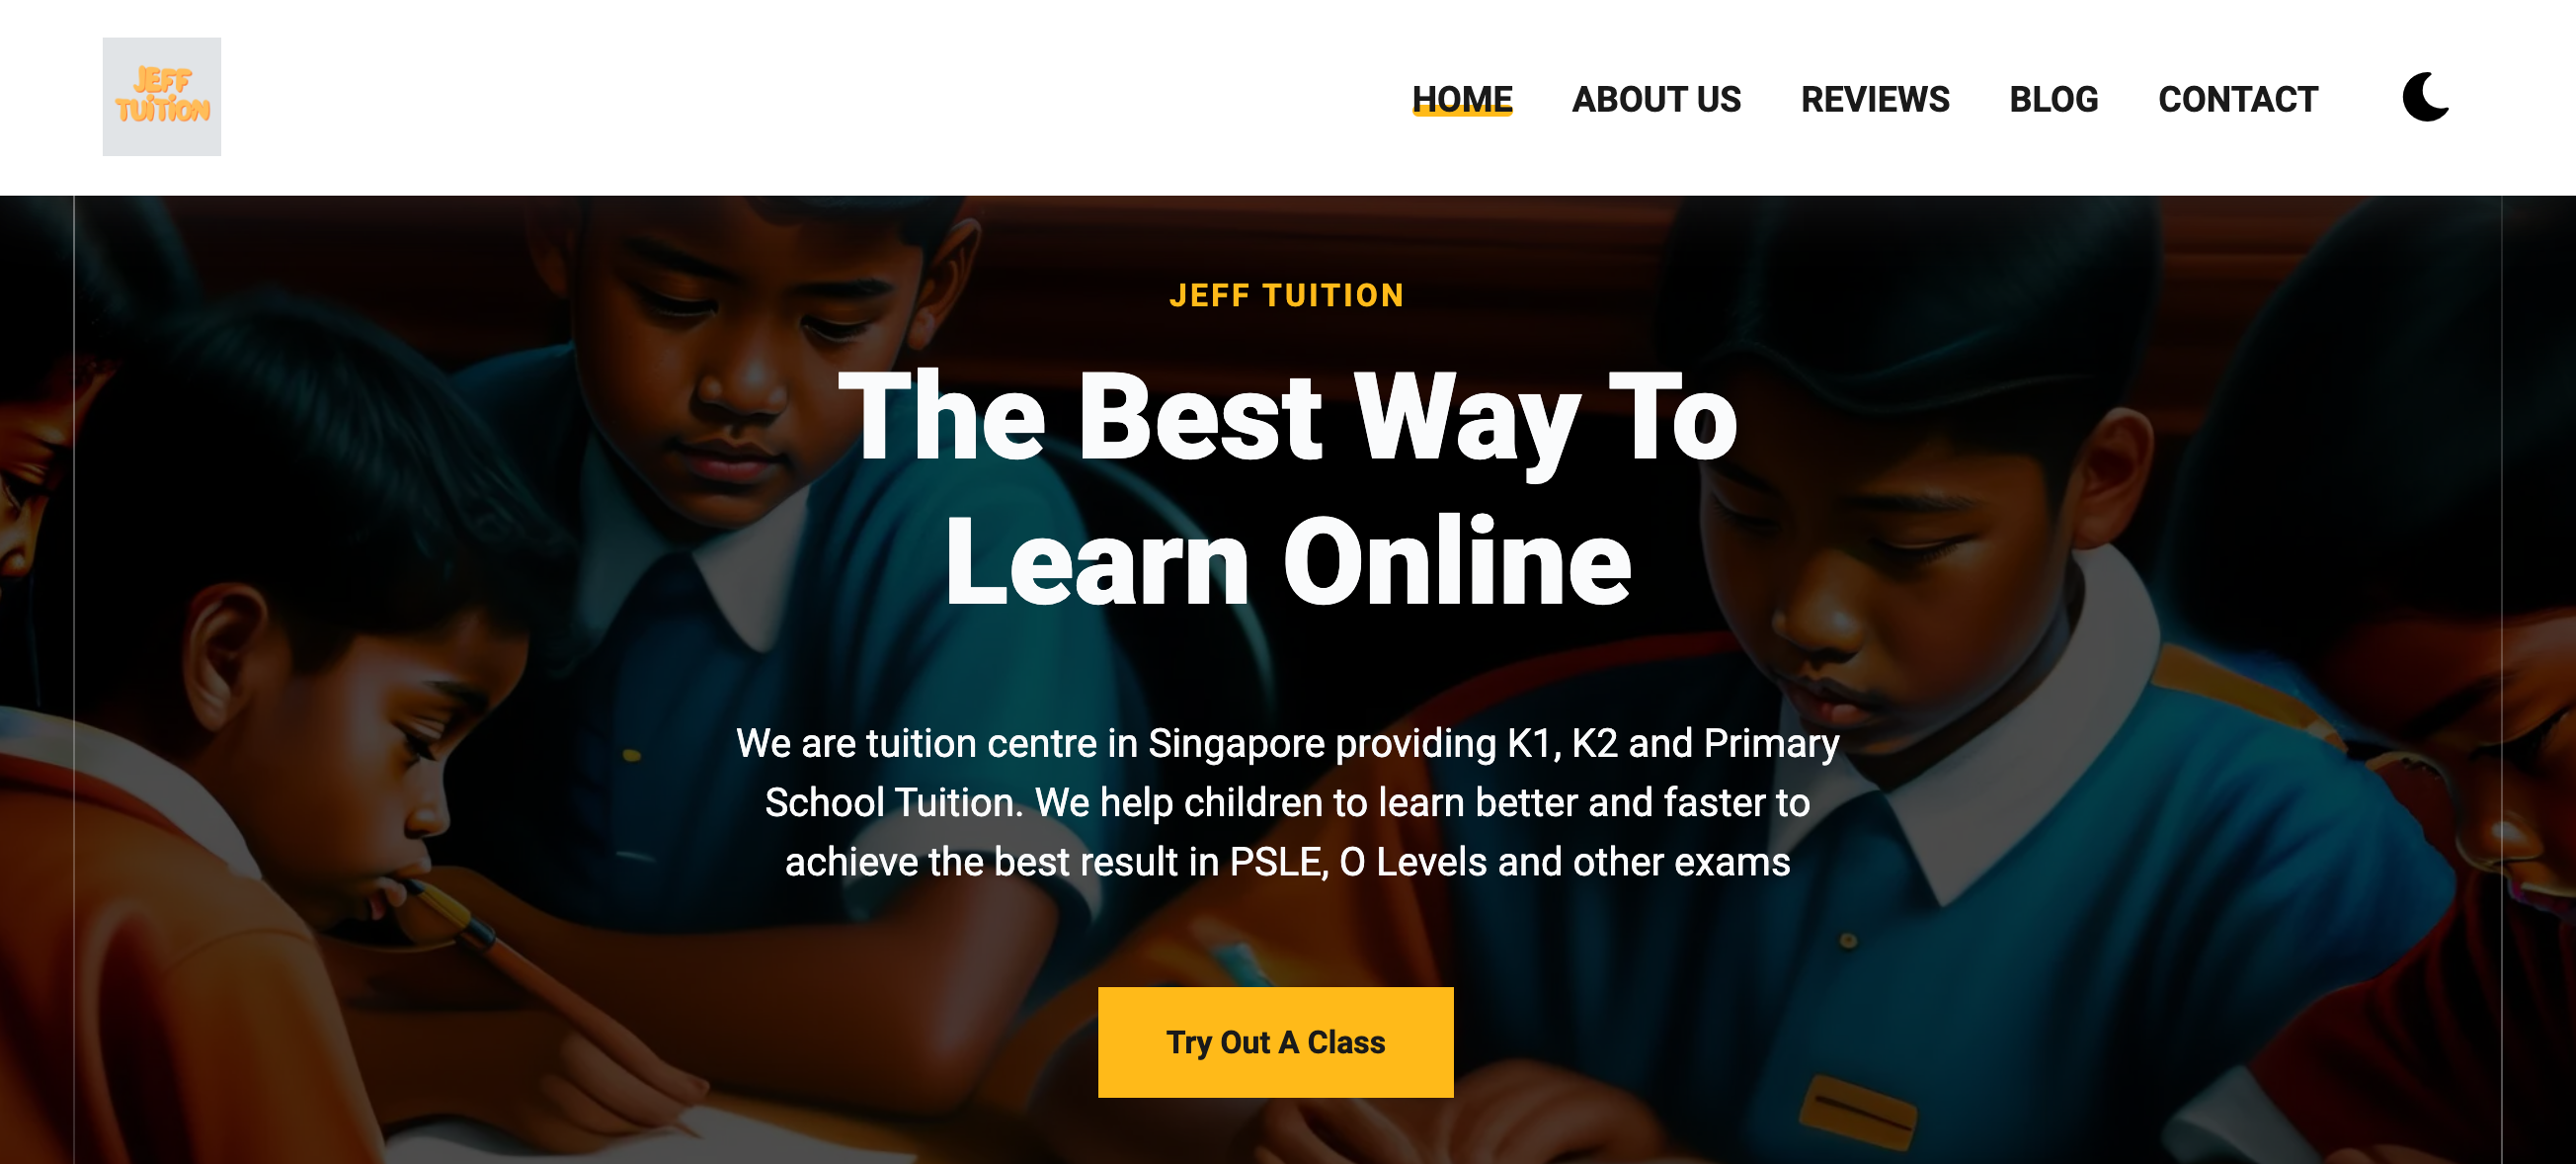 JEFF
TUITION
HOME ABOUT US REVIEWS BLOG CONTACT
JEFF TUITION
The Best Way To
Learn Online
We are tuition centre in Singapore providing K1, K2 and Primary
School Tuition. We help children to learn better and faster to
achieve the best result in PSLE, O Levels and other exams
Try Out A Class